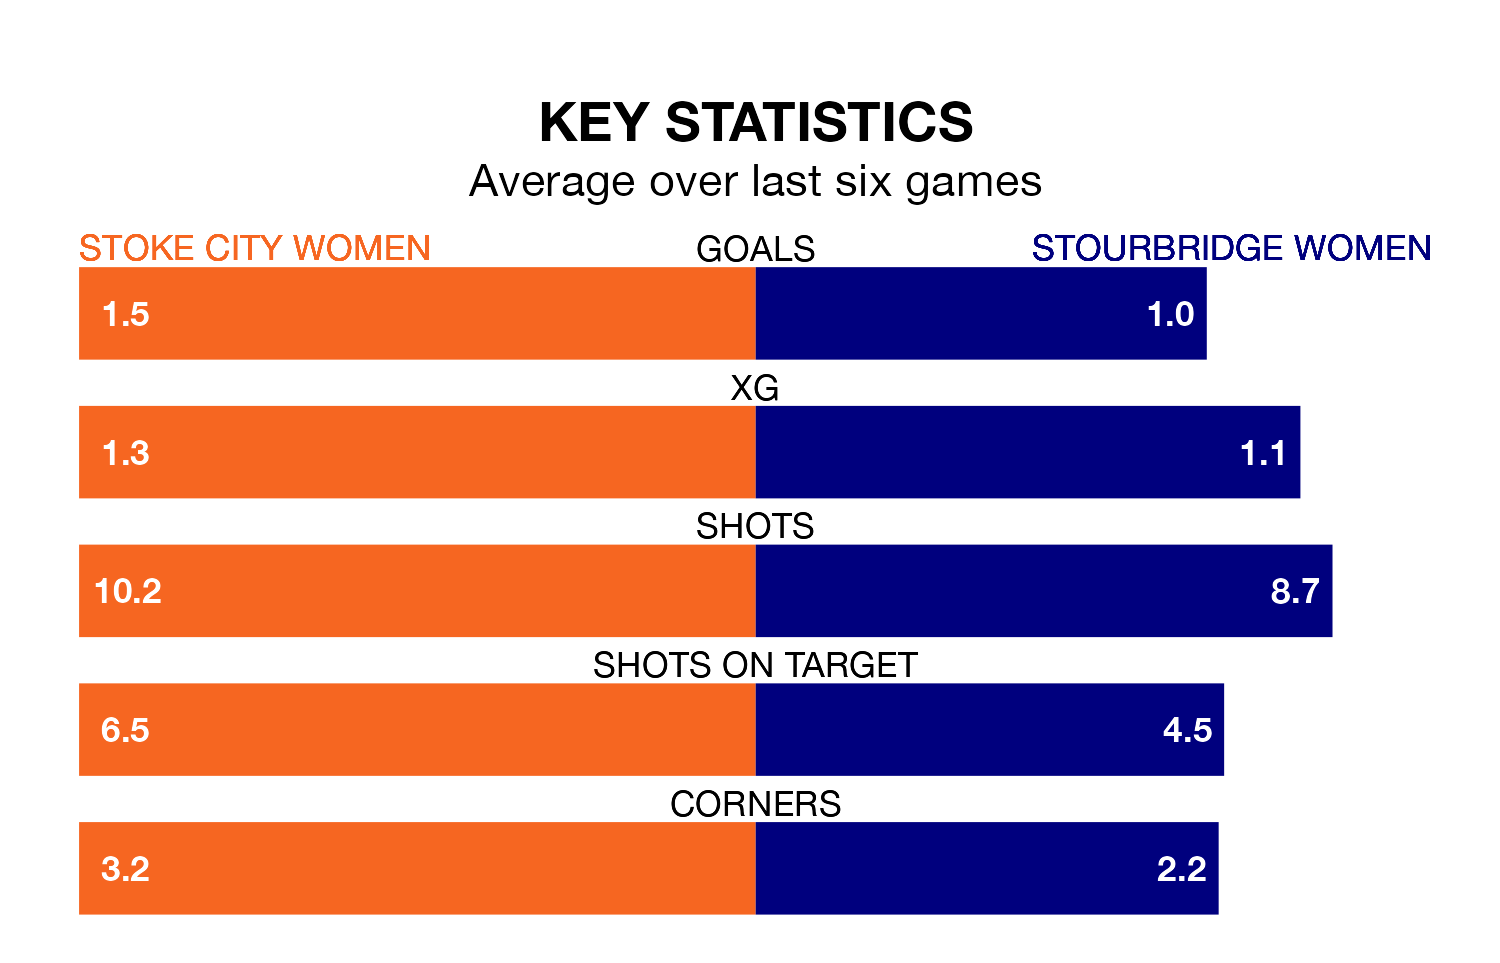 KEY STATISTICS
Average over last six games
STOKE CITY WOMEN GOALS STOURBRIDGE WOMEN
1.5 1.0
XG
1.3 1.1
SHOTS
10.2 8.7
SHOTS ON TARGET
6.5 4.5
CORNERS
3.2 2.2